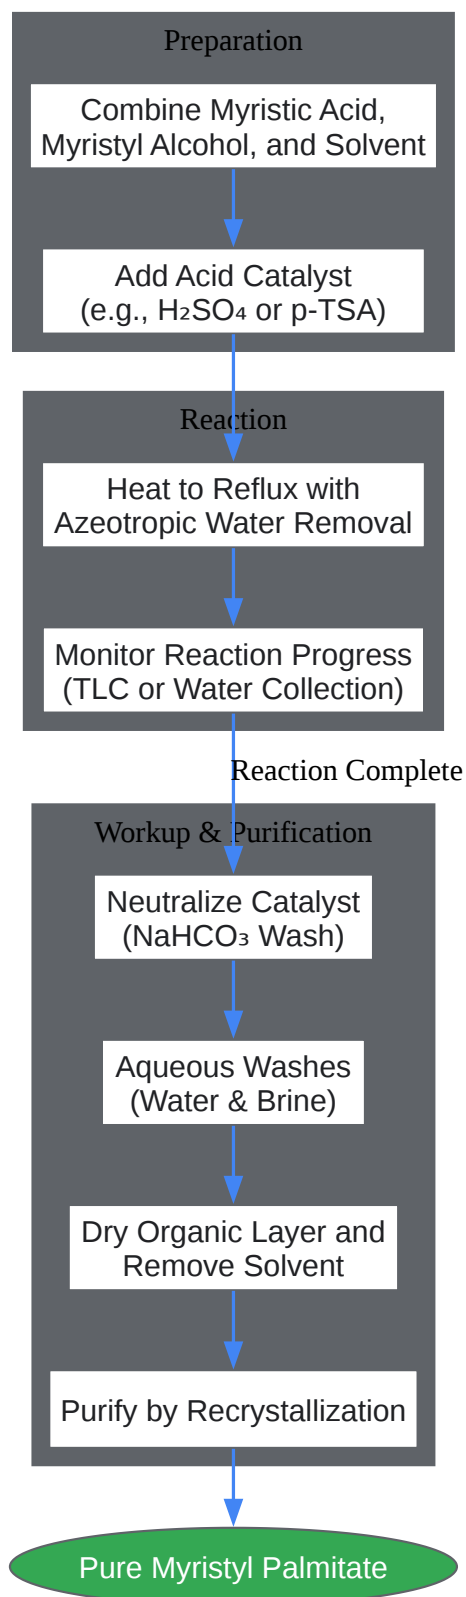 Preparation
Combine Myristic Acid,
Myristyl Alcohol, and Solvent
Add Acid Catalyst
(e.g., H₂SO₄ or p-TSA)
Reaction
Heat to Reflux with
Azeotropic Water Removal
Monitor Reaction Progress
(TLC or Water Collection)
Reaction Complete
Workup & Purification
Neutralize Catalyst
(NaHCO₃ Wash)
Aqueous Washes
(Water & Brine)
Dry Organic Layer and
Remove Solvent
Purify by Recrystallization
Pure Myristyl Palmitate